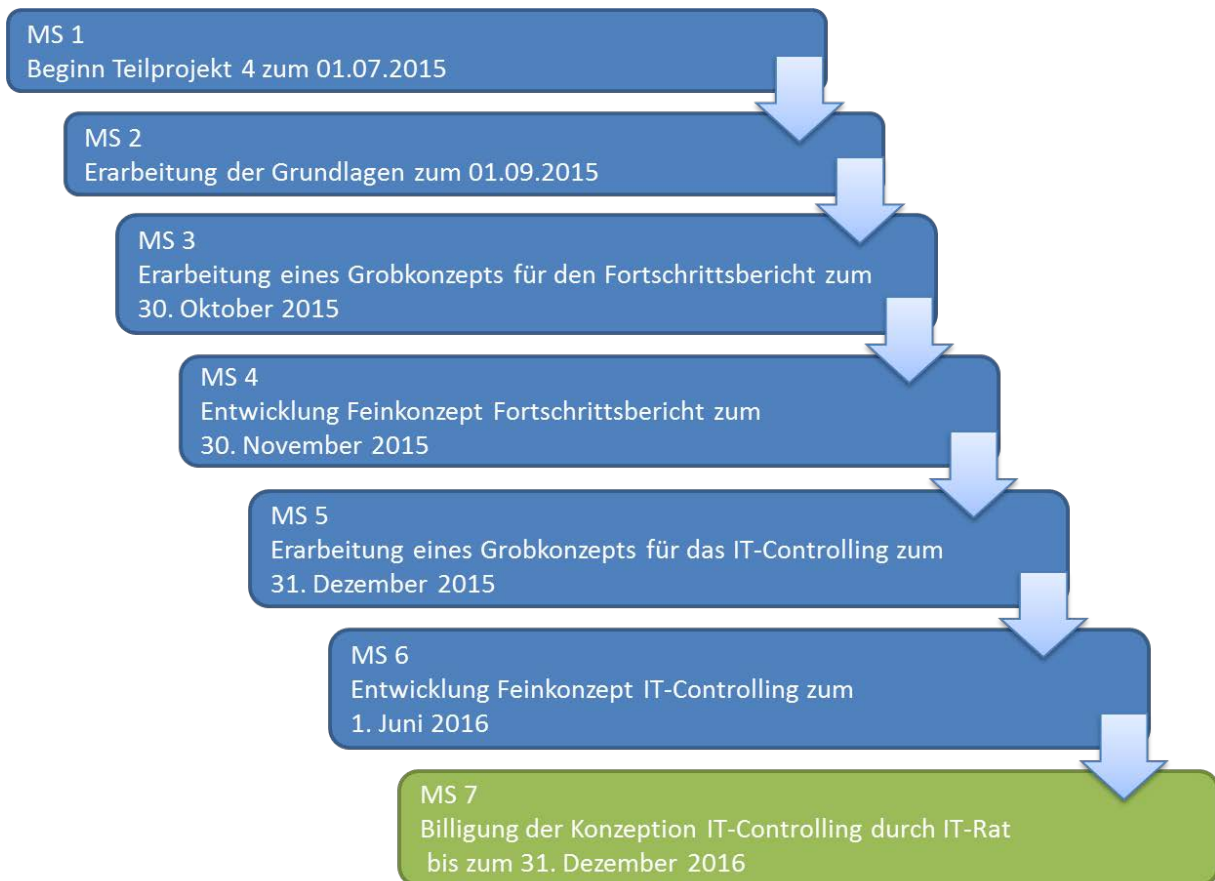 MS 1
Beginn Teilprojekt 4 zum 01.07.2015
MS 2
Erarbeitung der Grundlagen zum 01.09.2015
MS 3
Erarbeitung eines Grobkonzepts für den Fortschrittsbericht zum
30. Oktober 2015
MS 4
Entwicklung Feinkonzept Fortschrittsbericht zum
30. November 2015
MS 5
Erarbeitung eines Grobkonzepts für das IT-Controlling zum
31. Dezember 2015
MS 6
Entwicklung Feinkonzept IT-Controlling zum
1. Juni 2016
MS 7
Billigung der Konzeption IT-Controlling durch IT-Rat
bis zum 31. Dezember 2016